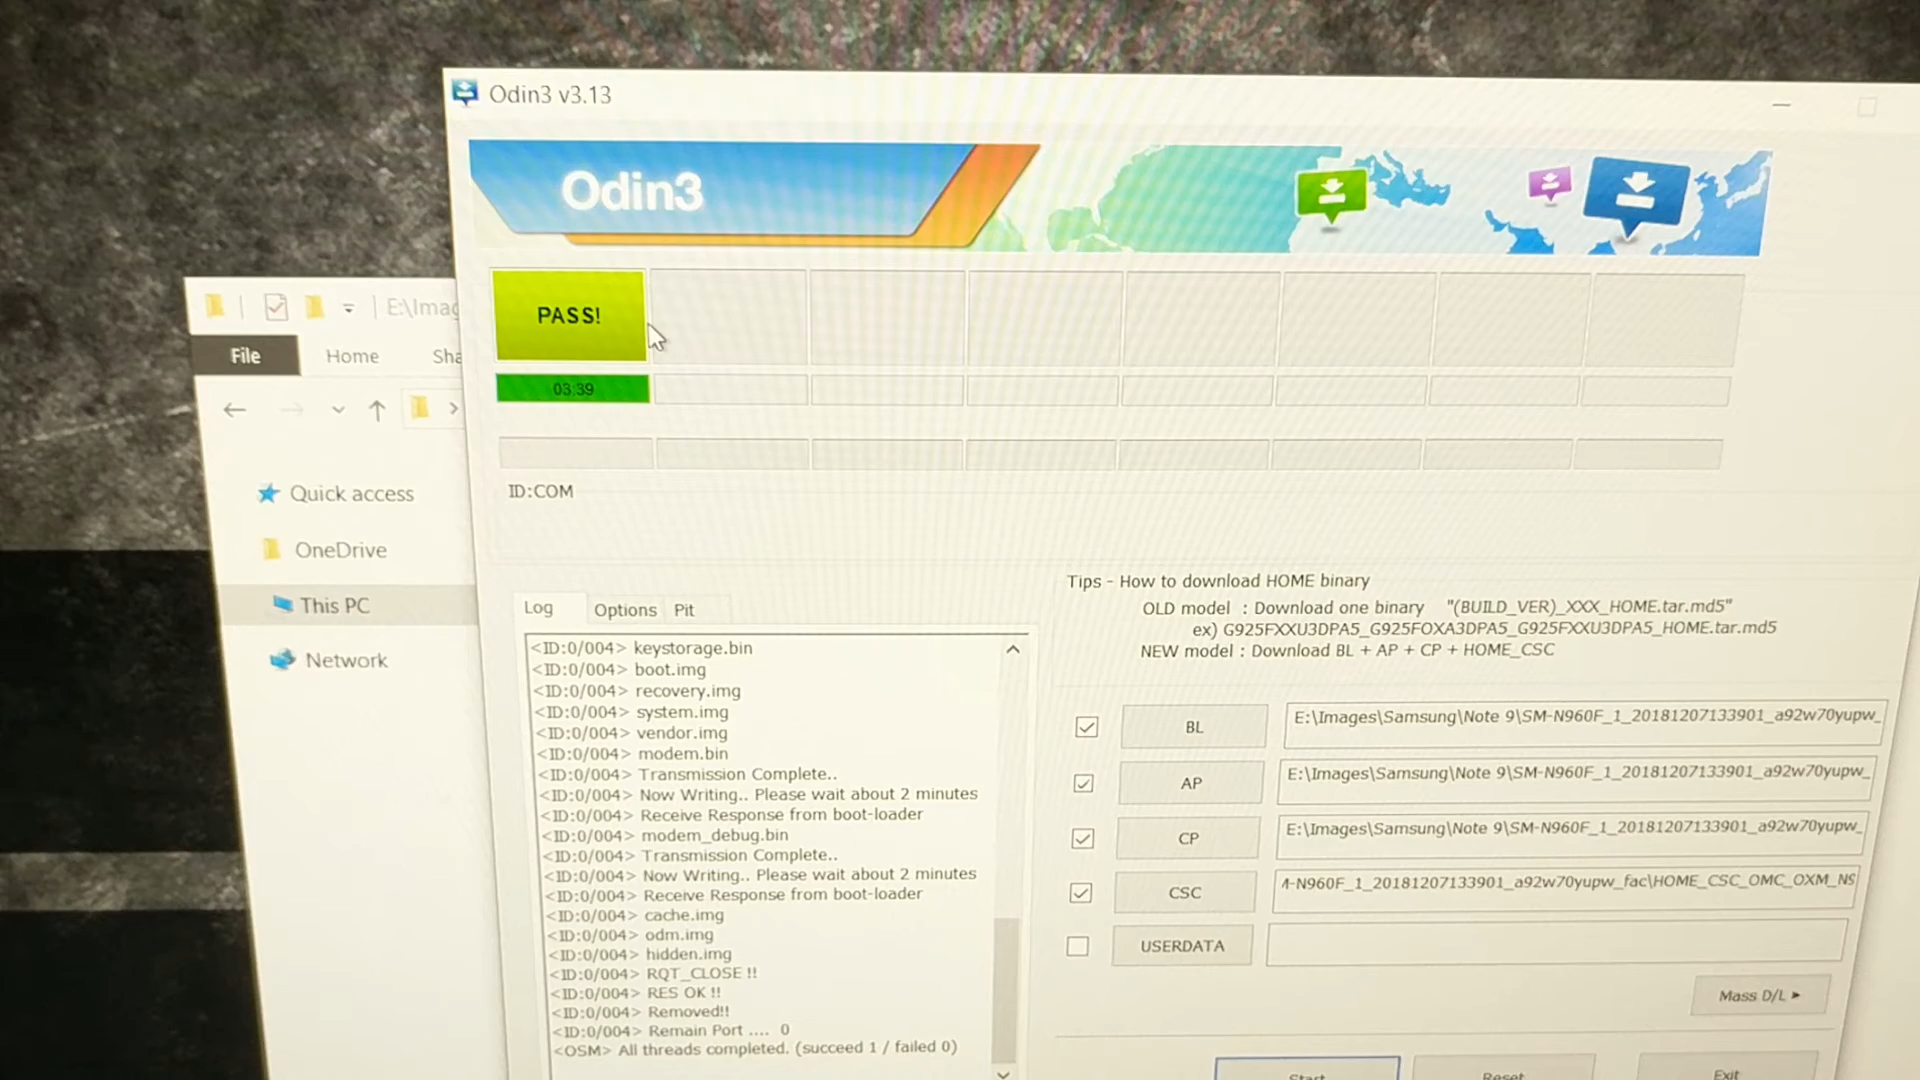 Odin3 v3.13
Odin3
PASS!
03:39
E:\Imag
File
Home
Sha
Quick access
OneDrive
This PC
Network
ID:COM
Log
Options
Pit
<ID:0/004> keystorage.bin
<ID:0/004> boot.img
<ID:0/004> recovery.img
<ID:0/004> system.img
<ID:0/004> vendor.img
<ID:0/004> modem.bin
<ID:0/004> Transmission Complete..
<ID:0/004> Now Writing.. Please wait about 2 minutes
<ID:0/004> Receive Response from boot-loader
<ID:0/004> modem_debug.bin
<ID:0/004> Transmission Complete..
<ID:0/004> Now Writing.. Please wait about 2 minutes
<ID:0/004> Receive Response from boot-loader
<ID:0/004> cache.img
<ID:0/004> odm.img
<ID:0/004> hidden.img
<ID:0/004> RQT_CLOSE !!
<ID:0/004> RES OK !!
<ID:0/004> Removed!!
<ID:0/004> Remain Port .... 0
<OSM> All threads completed. (succeed 1 / failed 0)
Tips - How to download HOME binary
OLD model : Download one binary "(BUILD_VER)_XXX_HOME.tar.md5"
ex) G925FXXU3DPA5_G925FOXA3DPA5_G925FXXU3DPA5_HOME.tar.md5
NEW model : Download BL + AP + CP + HOME_CSC
BL
E:\Images\Samsung\Note 9\SM-N960F_1_20181207133901_a92w70yupw_
AP
E:\Images\Samsung\Note 9\SM-N960F_1_20181207133901_a92w70yupw_
CP
E:\Images\Samsung\Note 9\SM-N960F_1_20181207133901_a92w70yupw_
CSC
-N960F_1_20181207133901_a92w70yupw_fac\HOME_CSC_OMC_OXM_N9
USERDATA
Mass D/L
Start
Reset
Exit